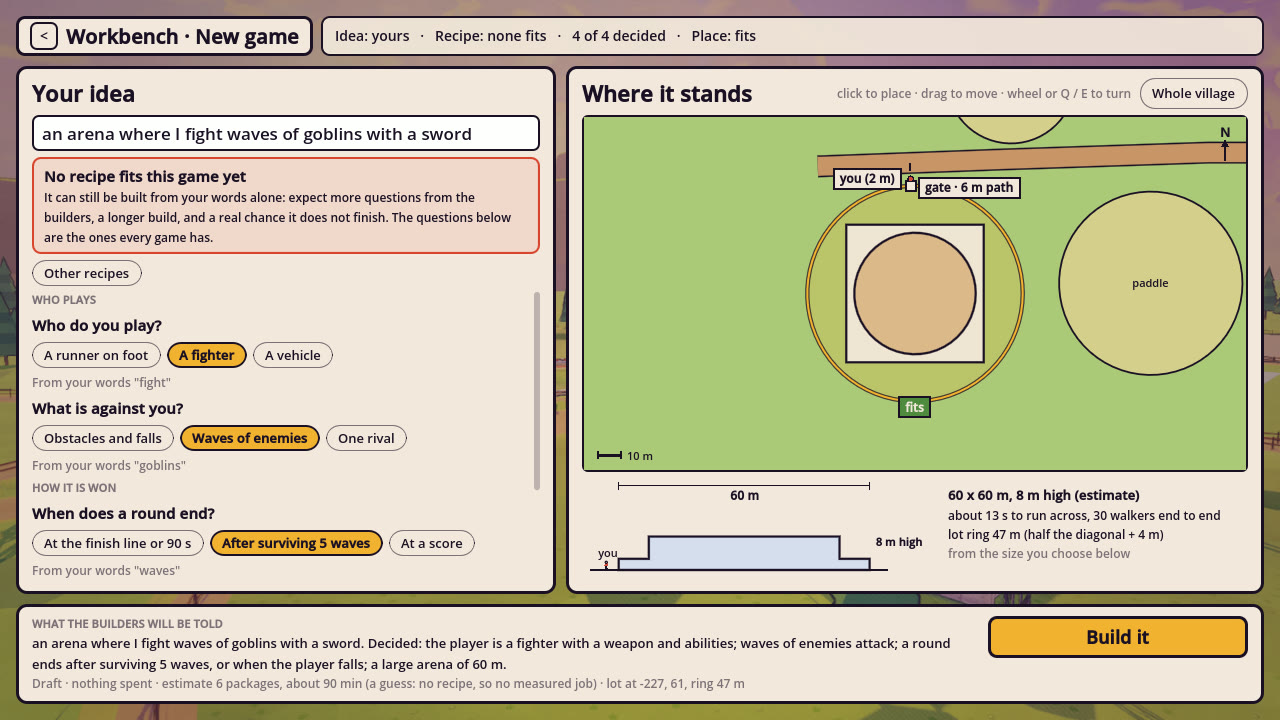 < Workbench · New game
Idea: yours · Recipe: none fits · 4 of 4 decided · Place: fits
Your idea
an arena where I fight waves of goblins with a sword
No recipe fits this game yet
It can still be built from your words alone: expect more questions from the
builders, a longer build, and a real chance it does not finish. The questions below
are the ones every game has.
Other recipes
WHO PLAYS
Who do you play?
A runner on foot A fighter A vehicle
From your words "fight"
What is against you?
Obstacles and falls Waves of enemies One rival
From your words "goblins"
HOW IT IS WON
When does a round end?
At the finish line or 90 s After surviving 5 waves At a score
From your words "waves"
Where it stands
click to place · drag to move · wheel or Q / E to turn
Whole village
N
you (2 m)
gate · 6 m path
paddle
fits
10 m
60 m
you
8 m high
60 x 60 m, 8 m high (estimate)
about 13 s to run across, 30 walkers end to end
lot ring 47 m (half the diagonal + 4 m)
from the size you choose below
WHAT THE BUILDERS WILL BE TOLD
an arena where I fight waves of goblins with a sword. Decided: the player is a fighter with a weapon and abilities; waves of enemies attack; a round
ends after surviving 5 waves, or when the player falls; a large arena of 60 m.
Draft · nothing spent · estimate 6 packages, about 90 min (a guess: no recipe, so no measured job) · lot at -227, 61, ring 47 m
Build it